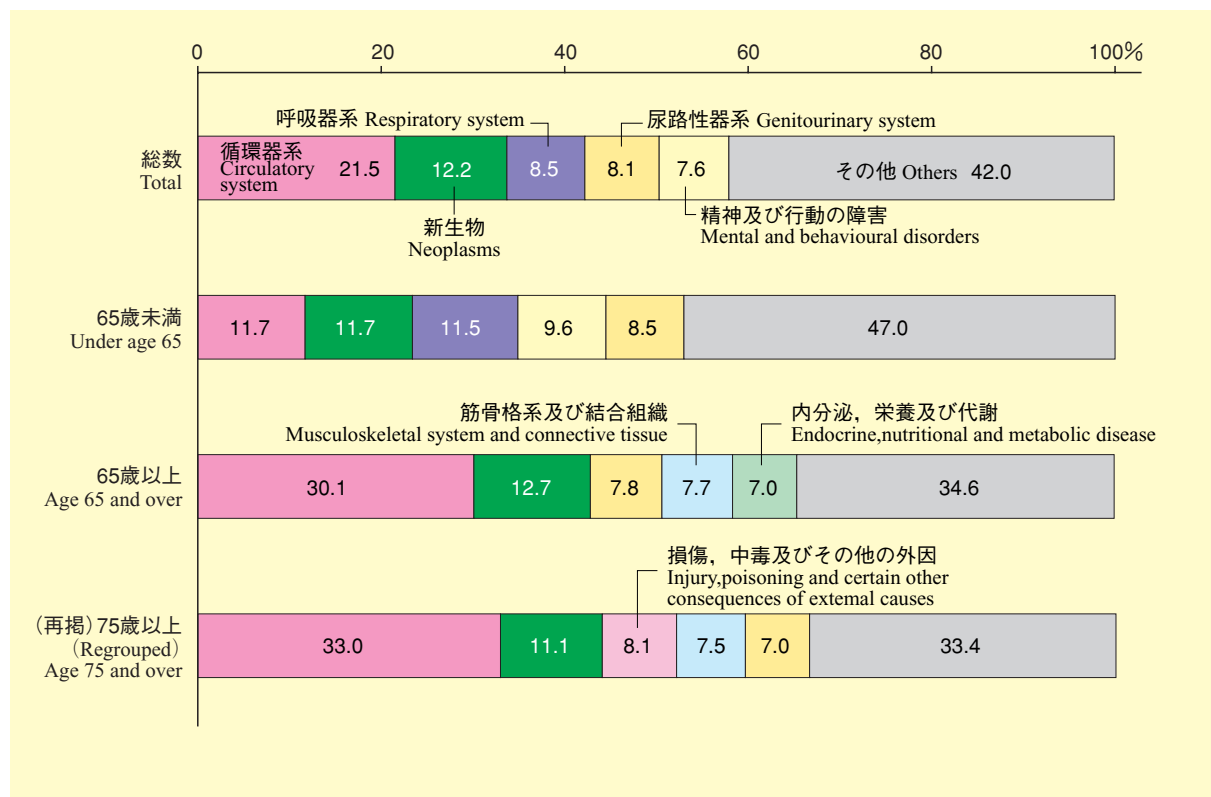 0 20 40 60 80 100%
呼吸器系 Respiratory system
尿路性器系 Genitourinary system
総数
Total
循環器系
Circulatory
system
21.5 12.2 8.5 8.1 7.6 その他 Others 42.0
新生物
Neoplasms
精神及び行動の障害
Mental and behavioural disorders
65歳未満
Under age 65
11.7 11.7 11.5 9.6 8.5 47.0
筋骨格系及び結合組織
Musculoskeletal system and connective tissue
内分泌，栄養及び代謝
Endocrine,nutritional and metabolic disease
65歳以上
Age 65 and over
30.1 12.7 7.8 7.7 7.0 34.6
損傷，中毒及びその他の外因
Injury,poisoning and certain other
consequences of extemal causes
（再掲）75歳以上
（Regrouped）
Age 75 and over
33.0 11.1 8.1 7.5 7.0 33.4